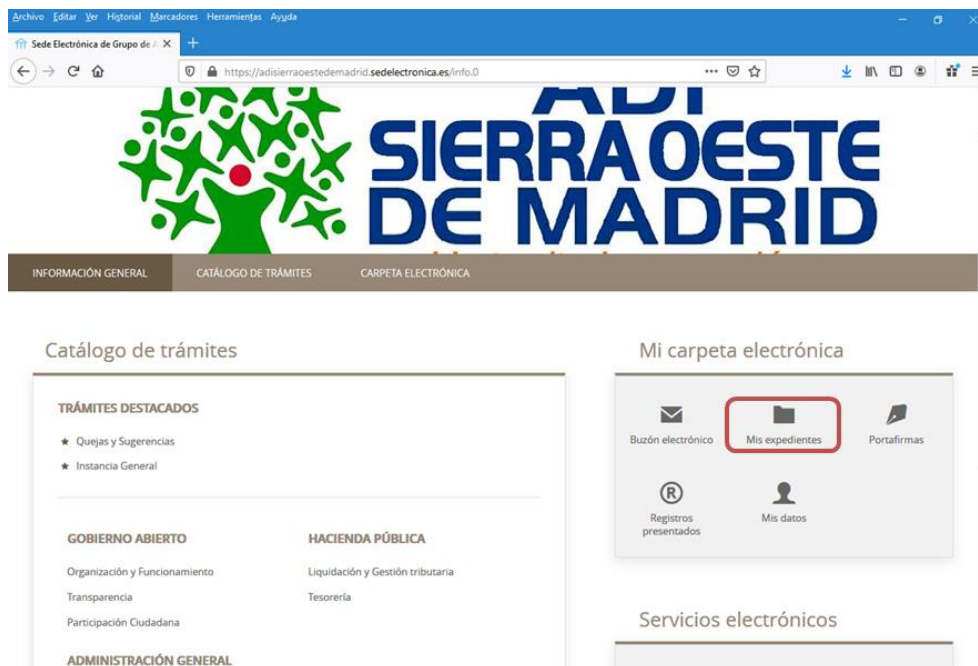 Archivo Editar Ver Historial Marcadores Herramientas Ayuda
Sede Electrónica de Grupo de
https://adisierraoestedemadrid.sedelectronica.es/info.0
ADI
SIERRA OESTE
DE MADRID
INFORMACIÓN GENERAL CATÁLOGO DE TRÁMITES CARPETA ELECTRÓNICA
Catálogo de trámites
TRÁMITES DESTACADOS
★ Quejas y Sugerencias
★ Instancia General
GOBIERNO ABIERTO
Organización y Funcionamiento
Transparencia
Participación Ciudadana
HACIENDA PÚBLICA
Liquidación y Gestión tributaria
Tesorería
ADMINISTRACIÓN GENERAL
Mi carpeta electrónica
Buzón electrónico Mis expedientes Portafirmas
®
Registros
presentados
Mis datos
Servicios electrónicos